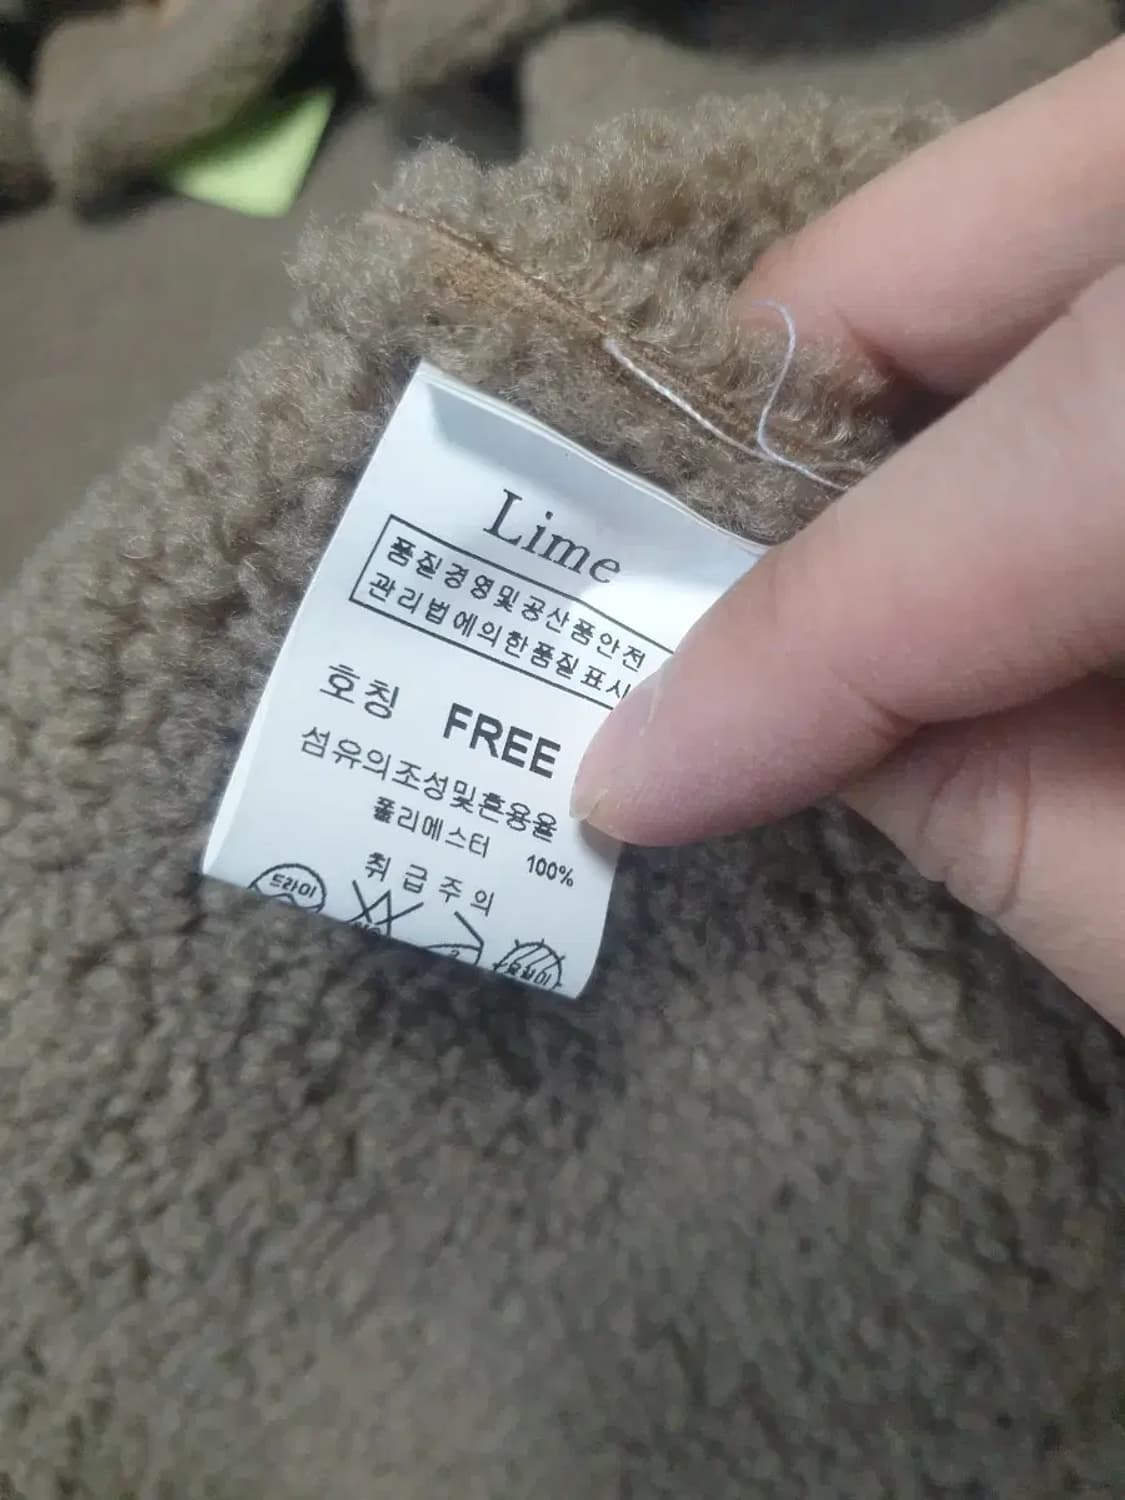 Lime
품질경영및공산품안전
관리법에의한품질표시
호칭 FREE
섬유의조성및혼용율
폴리에스터 100%
취급주의
드라이